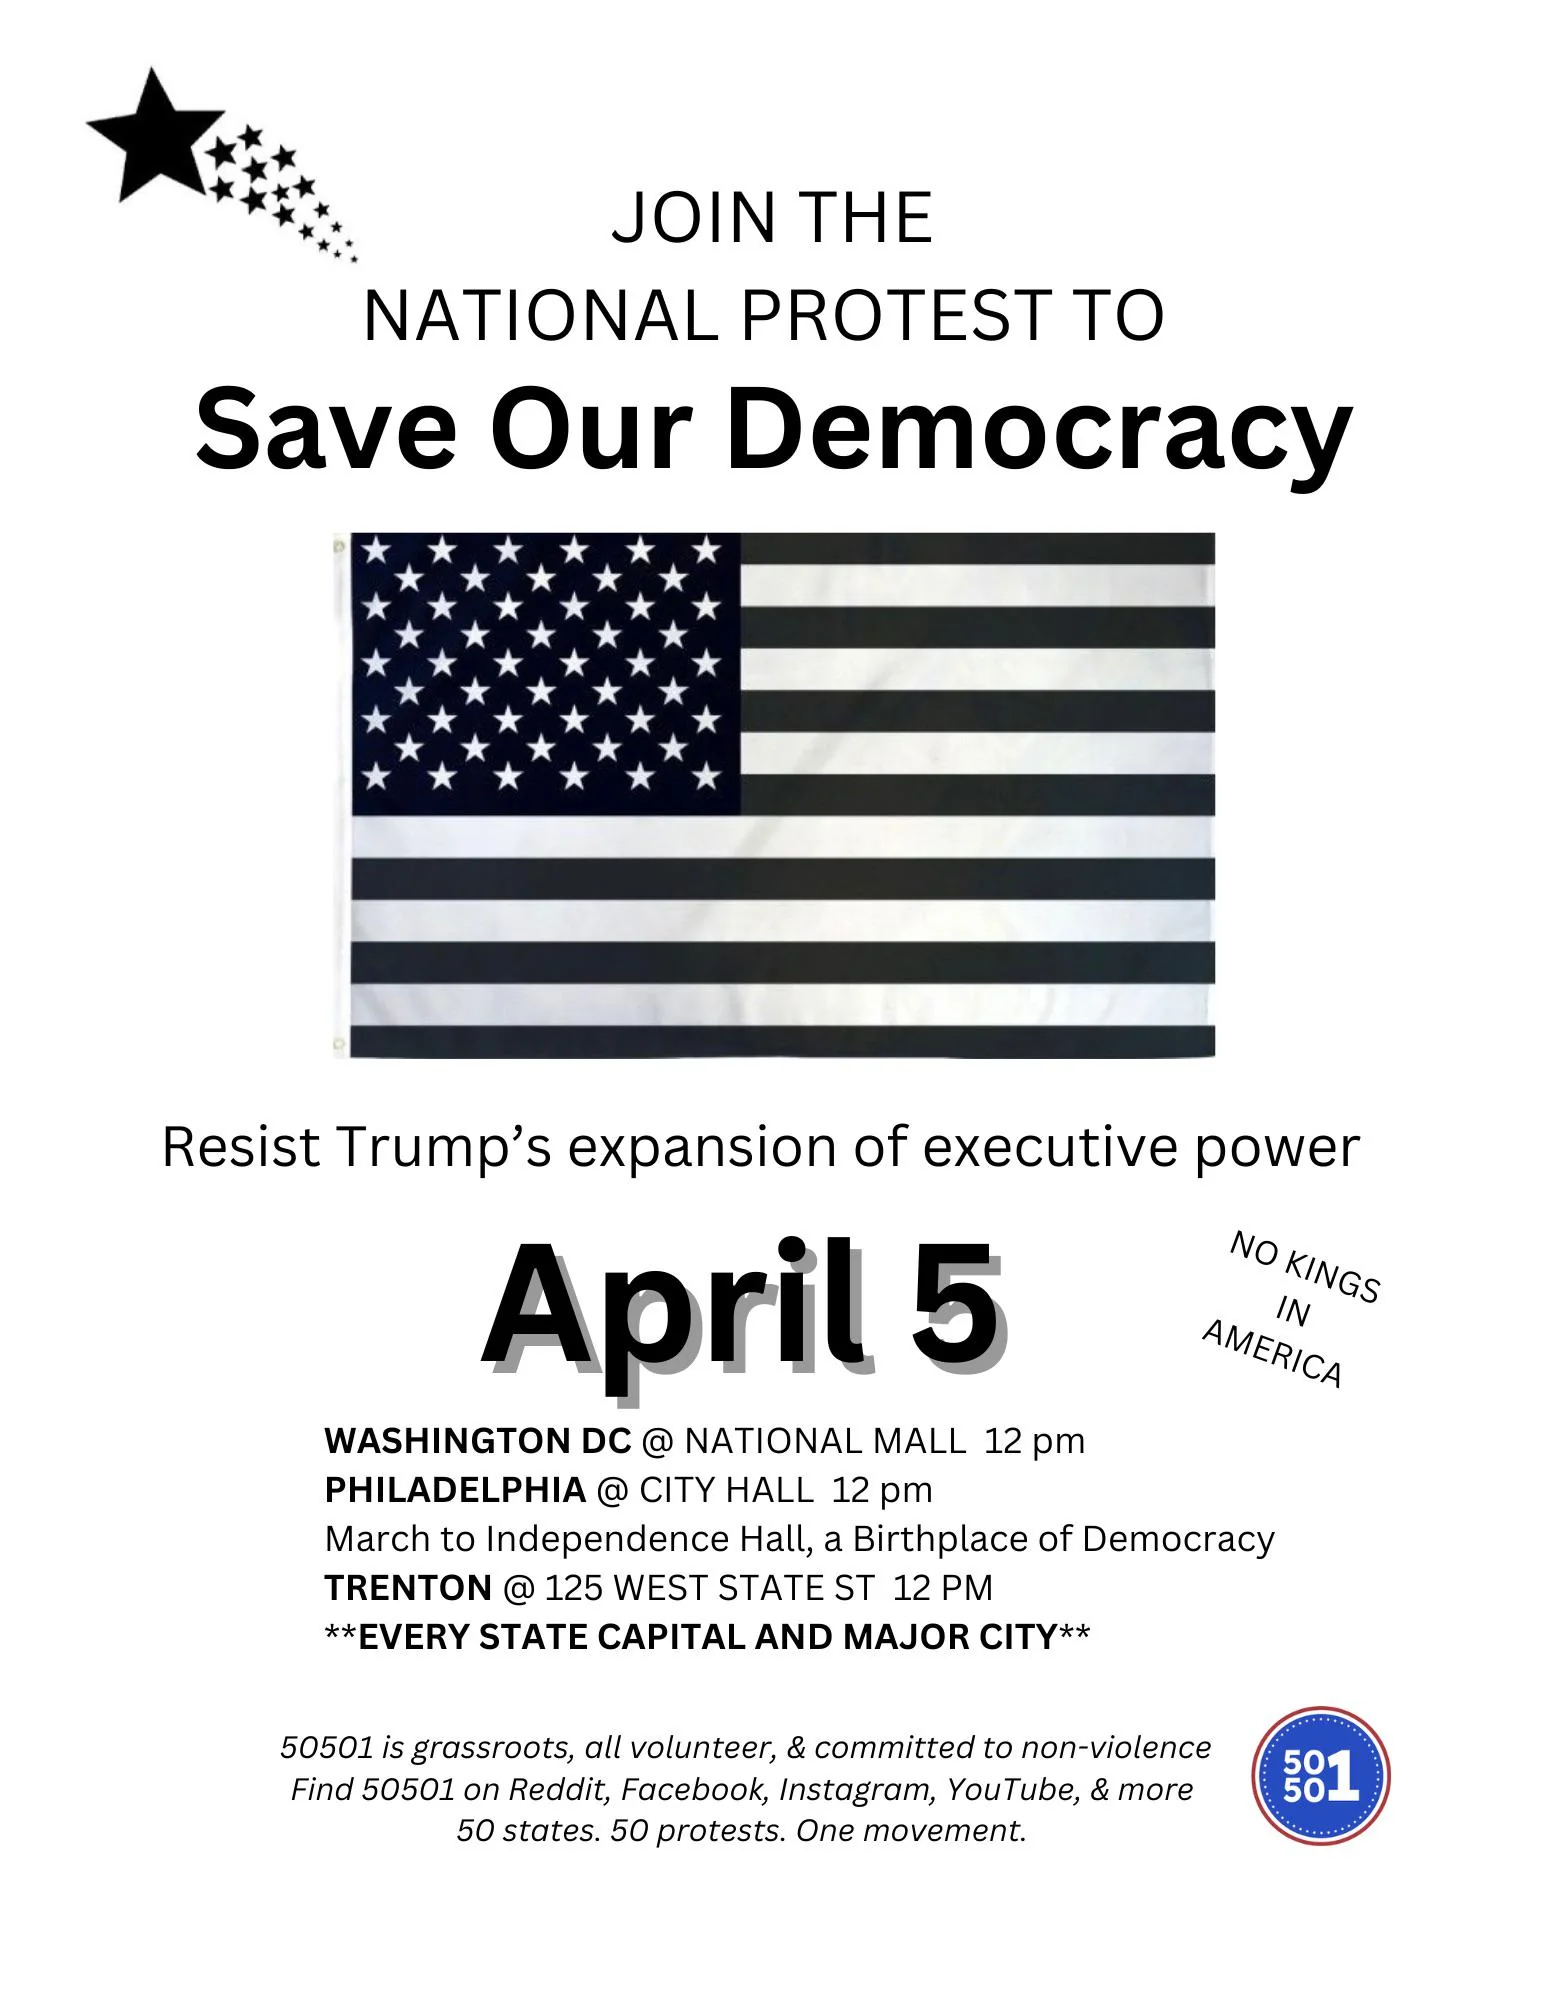 JOIN THE
NATIONAL PROTEST TO
Save Our Democracy
Resist Trump’s expansion of executive power
April 5
NO KINGS
IN
AMERICA
WASHINGTON DC @ NATIONAL MALL  12 pm
PHILADELPHIA @ CITY HALL  12 pm
March to Independence Hall, a Birthplace of Democracy
TRENTON @ 125 WEST STATE ST  12 PM
**EVERY STATE CAPITAL AND MAJOR CITY**
50501 is grassroots, all volunteer, & committed to non-violence
Find 50501 on Reddit, Facebook, Instagram, YouTube, & more
50 states. 50 protests. One movement.
50
501